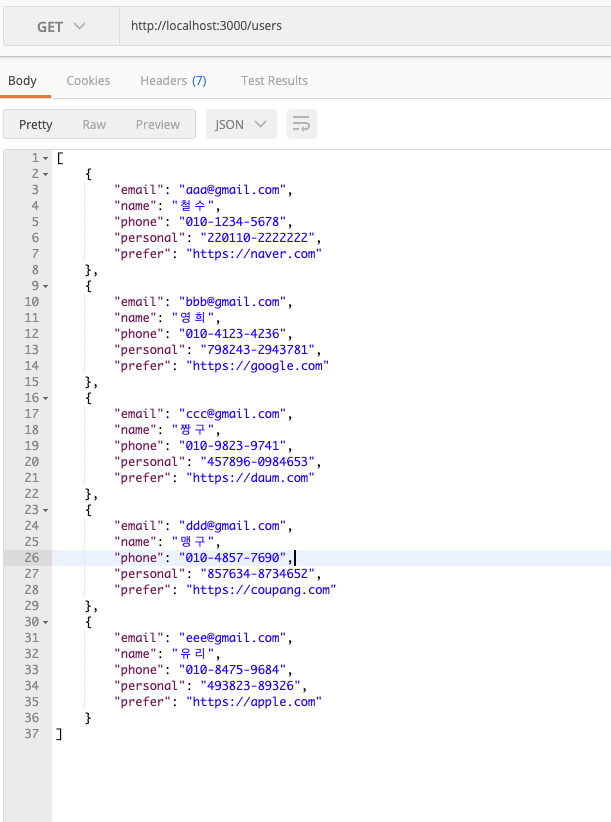 GET http://localhost:3000/users
Body Cookies Headers (7) Test Results
Pretty Raw Preview JSON
1 [
2 {
3 "email": "aaa@gmail.com",
4 "name": "철수",
5 "phone": "010-1234-5678",
6 "personal": "220110-2222222",
7 "prefer": "https://naver.com"
8 },
9 {
10 "email": "bbb@gmail.com",
11 "name": "영희",
12 "phone": "010-4123-4236",
13 "personal": "798243-2943781",
14 "prefer": "https://google.com"
15 },
16 {
17 "email": "ccc@gmail.com",
18 "name": "짱구",
19 "phone": "010-9823-9741",
20 "personal": "457896-0984653",
21 "prefer": "https://daum.com"
22 },
23 {
24 "email": "ddd@gmail.com",
25 "name": "맹구",
26 "phone": "010-4857-7690",
27 "personal": "857634-8734652",
28 "prefer": "https://coupang.com"
29 },
30 {
31 "email": "eee@gmail.com",
32 "name": "유리",
33 "phone": "010-8475-9684",
34 "personal": "493823-89326",
35 "prefer": "https://apple.com"
36 }
37 ]